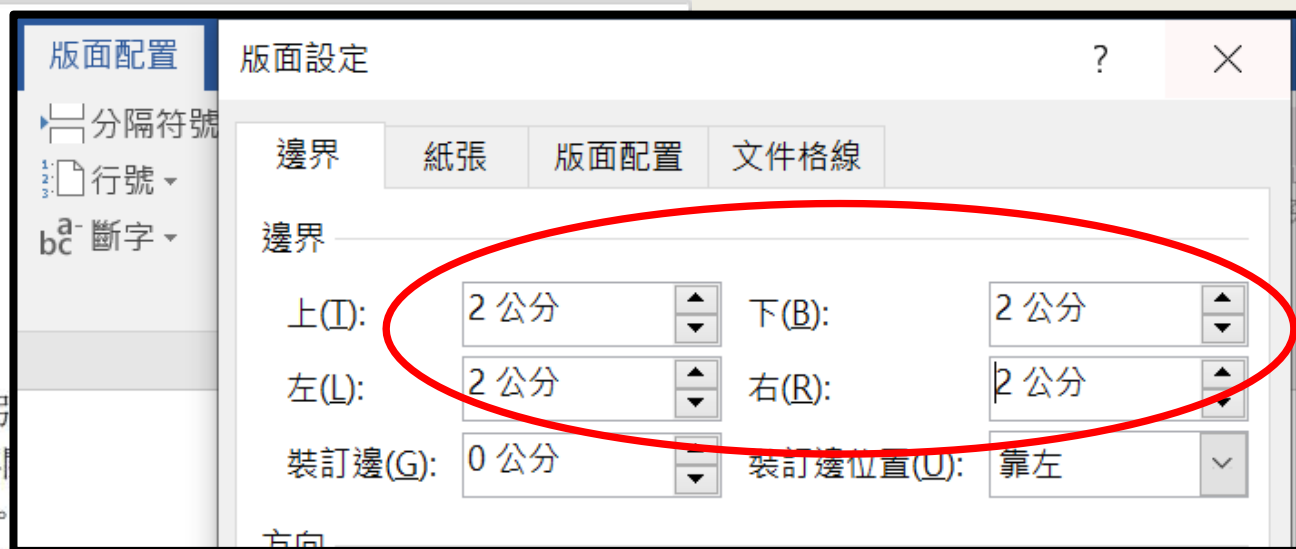 版面配置
分隔符號
行號
斷字
版面設定
邊界 紙張 版面配置 文件格線
邊界
上(T): 2 公分 下(B): 2 公分
左(L): 2 公分 右(R): 2 公分
裝訂邊(G): 0 公分 裝訂邊位置(U): 靠左
方向